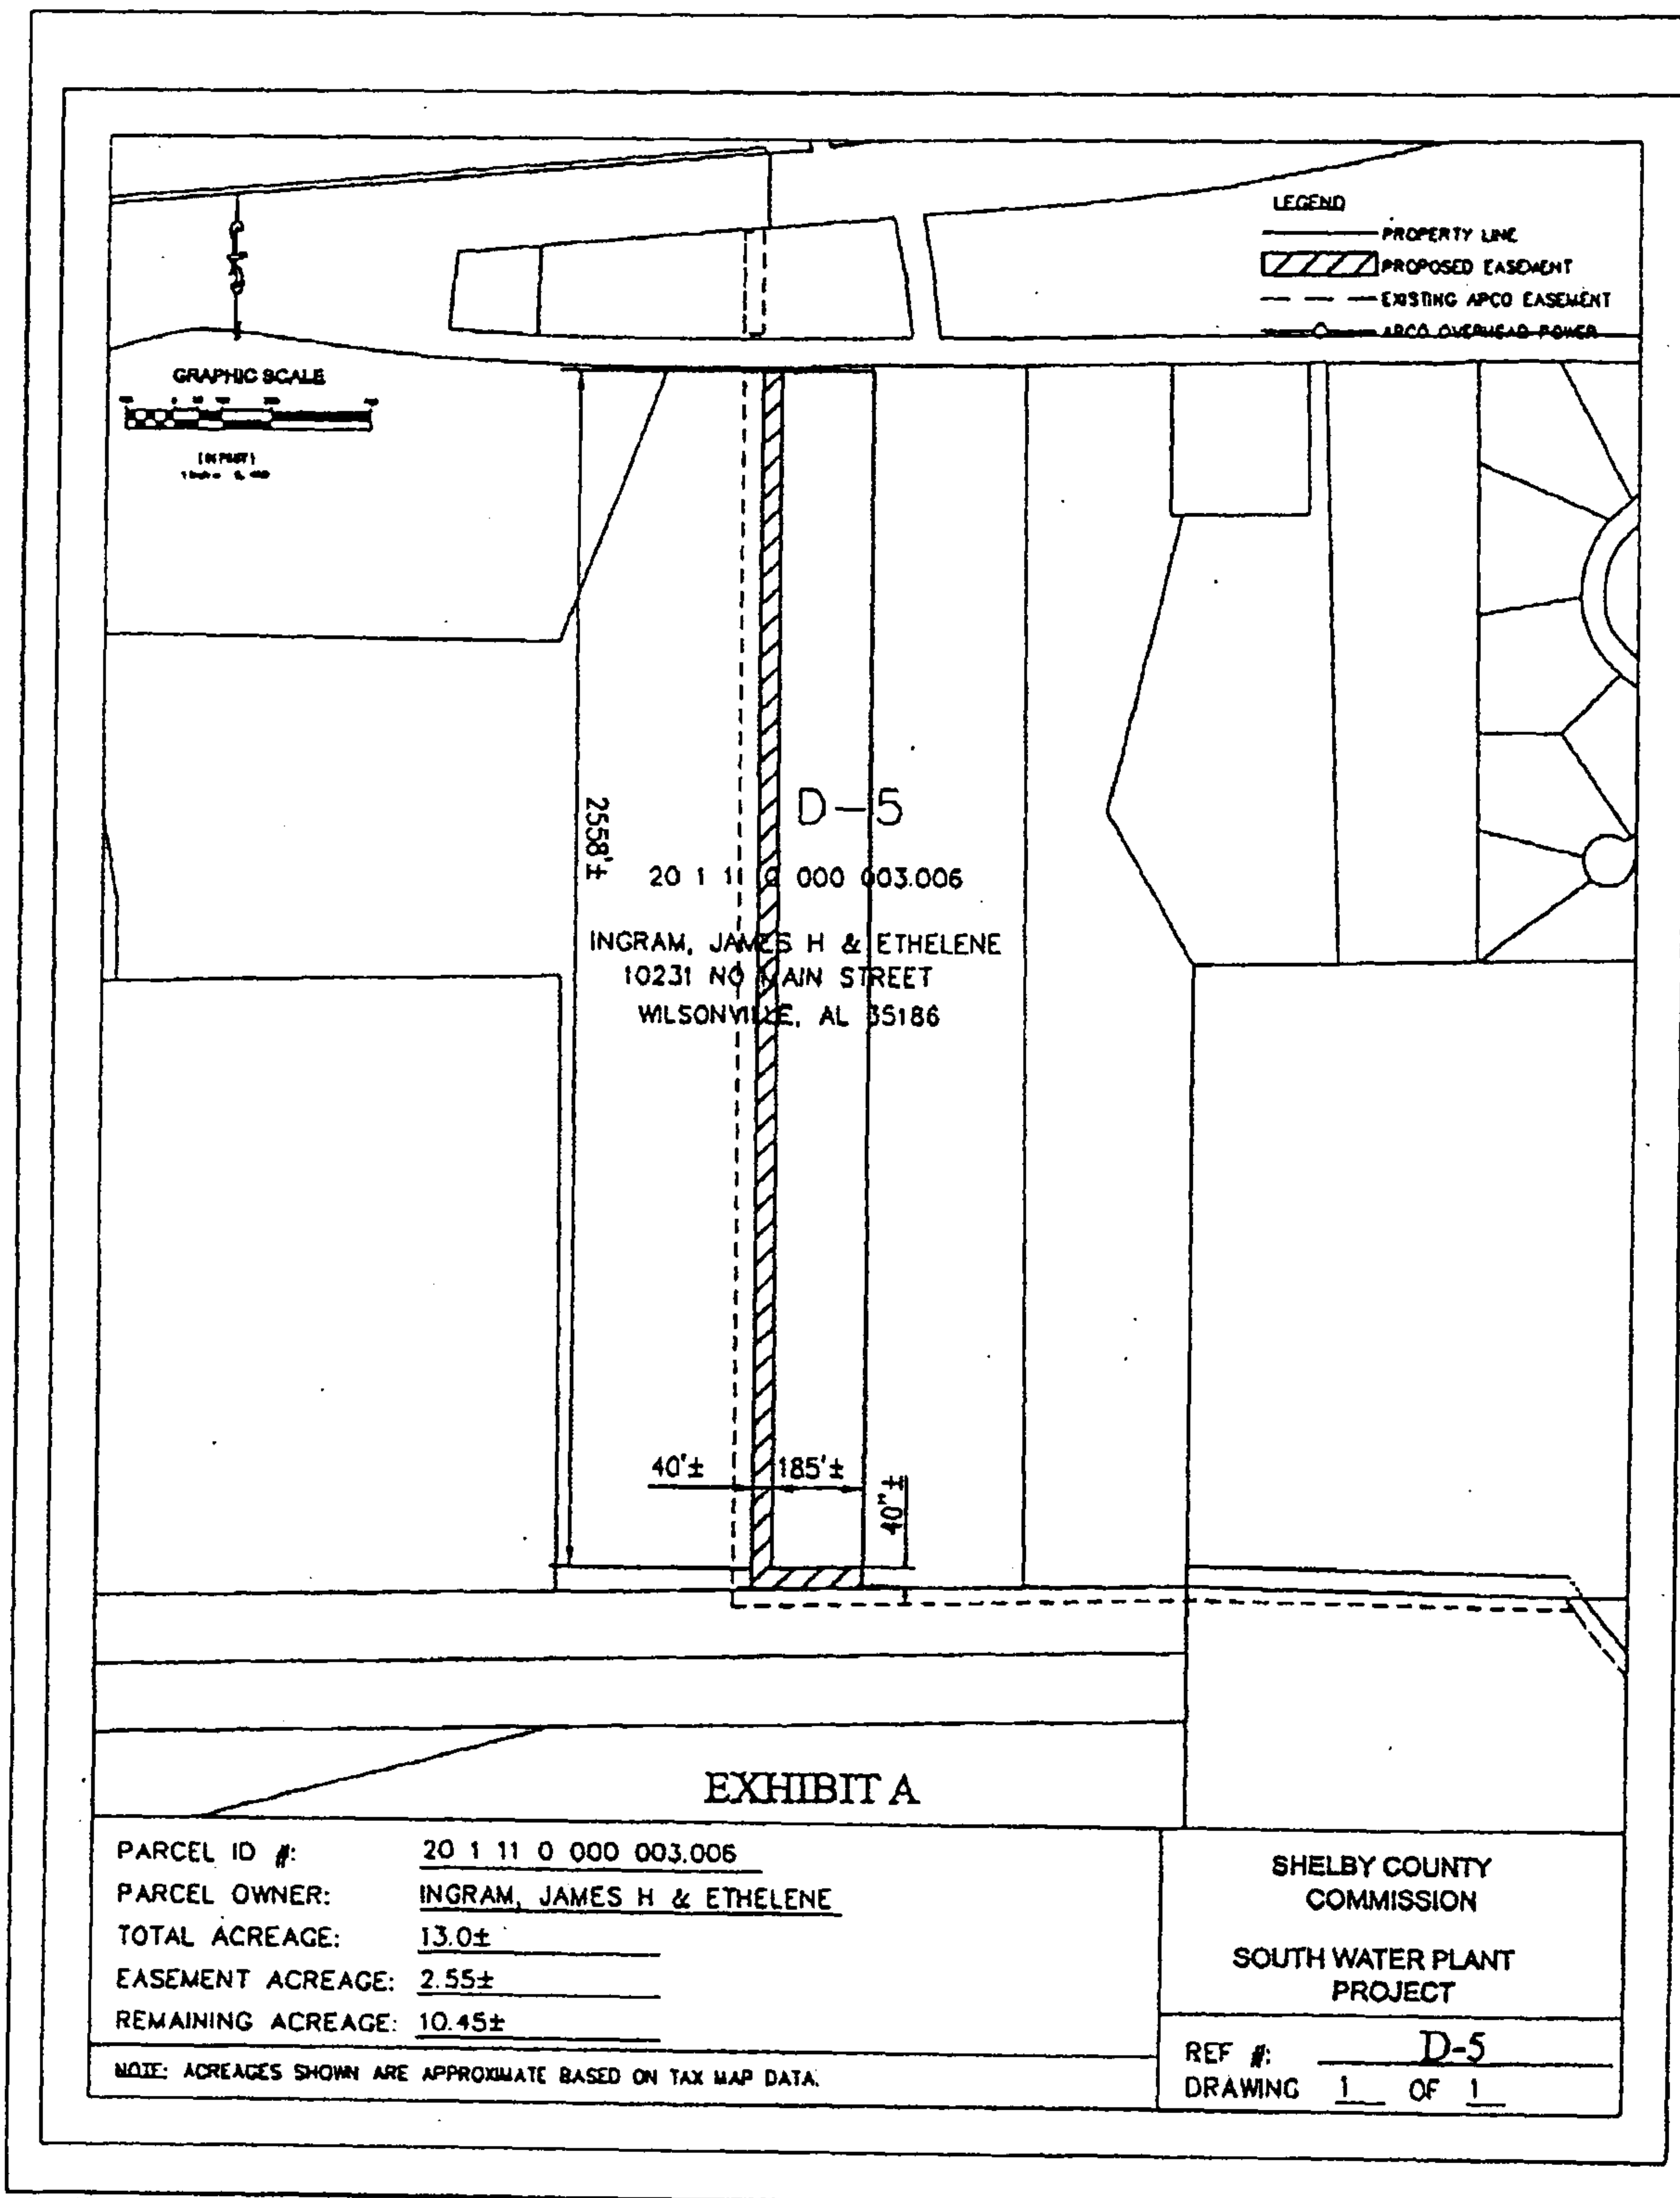 LEGEND
PROPERTY LINE
PROPOSED EASEMENT
EXISTING APCO EASEMENT
APCO OVERHEAD POWER
GRAPHIC SCALE
2558'±
D-5
20 1 11 0 000 003.006
INGRAM, JAMES H & ETHELENE
10231 NO MAIN STREET
WILSONVILLE, AL 35186
40'±
185'±
40"±
EXHIBIT A
PARCEL ID #: 20 1 11 0 000 003.006
PARCEL OWNER: INGRAM, JAMES H & ETHELENE
TOTAL ACREAGE: 13.0±
EASEMENT ACREAGE: 2.55±
REMAINING ACREAGE: 10.45±
NOTE: ACREAGES SHOWN ARE APPROXIMATE BASED ON TAX MAP DATA.
SHELBY COUNTY
COMMISSION
SOUTH WATER PLANT
PROJECT
REF #: D-5
DRAWING 1 OF 1